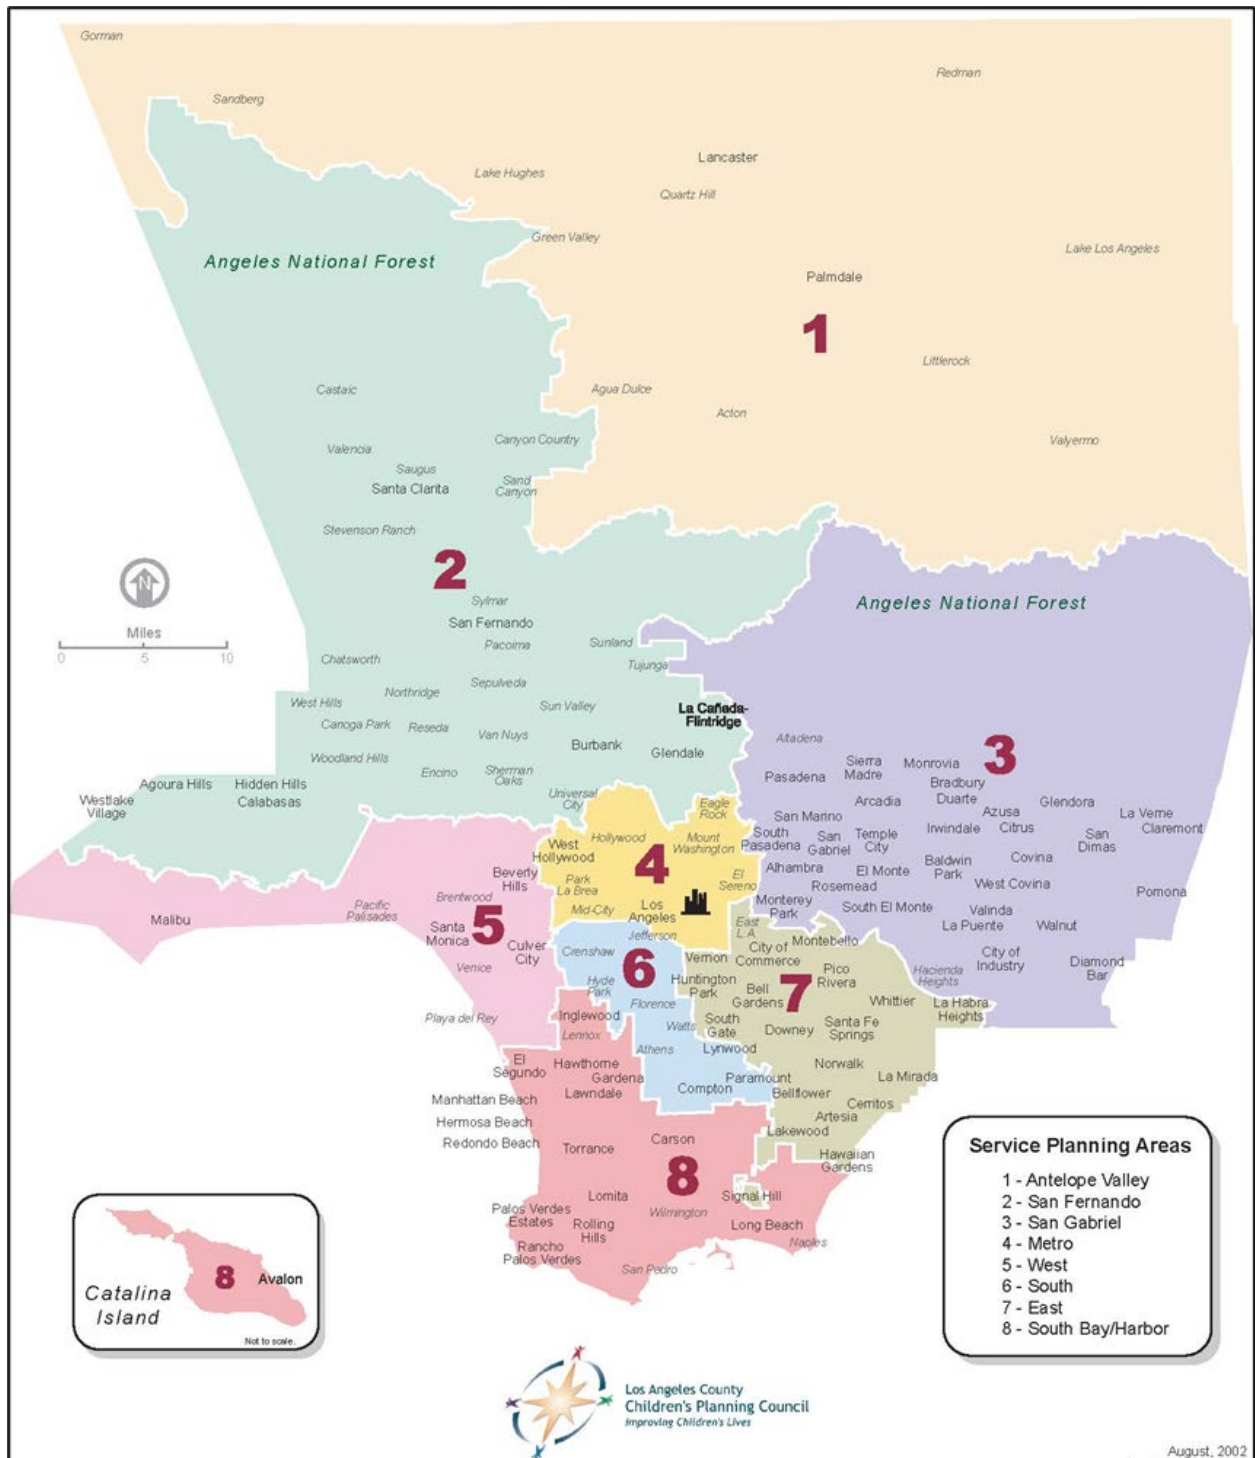 Gorman
Redman
Sandberg
Lancaster
Lake Hughes
Quartz Hill
Green Valley
Lake Los Angeles
Angeles National Forest
Palmdale
1
Littlerock
Castaic
Agua Dulce
Acton
Canyon Country
Valyermo
Valencia
Saugus
Santa Clarita
Sand
Canyon
Stevenson Ranch
2
N
Miles
0 5 10
Sylmar
San Fernando
Pacoima
Sunland
Tujunga
Chatsworth
Sepulveda
Northridge
West Hills
Sun Valley
Canoga Park
Reseda
Van Nuys
Burbank
Glendale
La Cañada-
Flintridge
Woodland Hills
Encino
Sherman
Oaks
Agoura Hills
Hidden Hills
Calabasas
Westlake
Village
Universal
City
Angeles National Forest
3
Altadena
Pasadena
Sierra
Madre
Monrovia
Bradbury
Duarte
Arcadia
Azusa
Citrus
Glendora
La Verne
Claremont
San Marino
South
Pasadena
San
Gabriel
Temple
City
Irwindale
San
Dimas
Alhambra
El Monte
Baldwin
Park
Covina
Rosemead
West Covina
Pomona
Monterey
Park
South El Monte
Valinda
La Puente
Walnut
City of
Industry
Diamond
Bar
Hacienda
Heights
Eagle
Rock
Hollywood
Mount
Washington
West
Hollywood
4
Park
La Brea
El
Sereno
Mid-City
Los
Angeles
Beverly
Hills
Brentwood
Pacific
Palisades
Malibu
5
Santa
Monica
Culver
City
Venice
Playa del Rey
Jefferson
Crenshaw
6
Hyde
Park
Florence
Watts
Athens
Lynwood
Compton
Paramount
East
L.A.
City of
Commerce
Montebello
Vernon
Huntington
Park
Bell
Gardens
7
Pico
Rivera
Whittier
La Habra
Heights
South
Gate
Downey
Santa Fe
Springs
Norwalk
La Mirada
Bellflower
Cerritos
Artesia
Lakewood
Hawaiian
Gardens
Inglewood
Lennox
El
Segundo
Hawthorne
Gardena
Lawndale
Manhattan Beach
Hermosa Beach
Redondo Beach
Torrance
Carson
8
Lomita
Signal Hill
Palos Verdes
Estates
Rolling
Hills
Wilmington
Long Beach
Rancho
Palos Verdes
Naples
San Pedro
8
Avalon
Catalina
Island
Not to scale.
Service Planning Areas
1 - Antelope Valley
2 - San Fernando
3 - San Gabriel
4 - Metro
5 - West
6 - South
7 - East
8 - South Bay/Harbor
Los Angeles County
Children's Planning Council
Improving Children's Lives
August, 2002